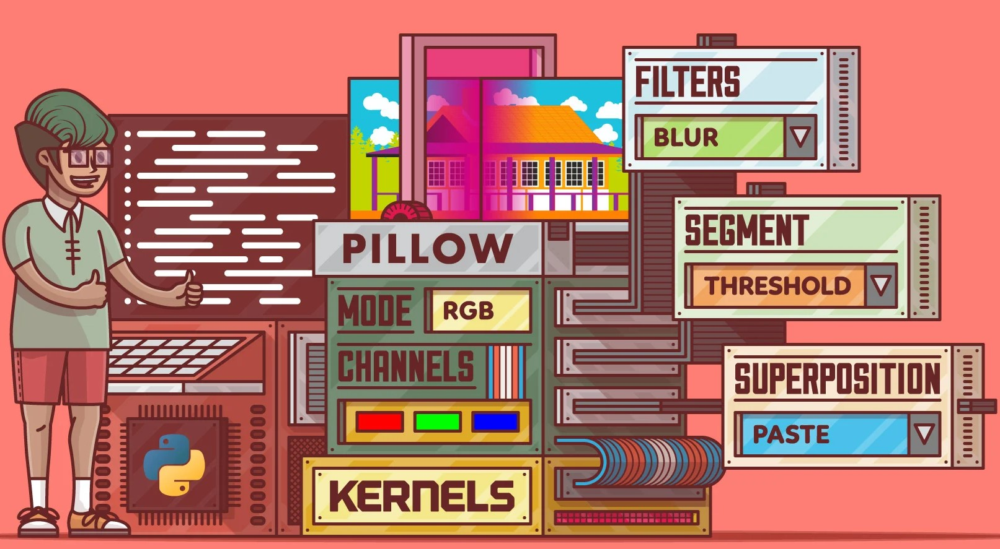 PILLOW
MODE RGB
CHANNELS
KERNELS
FILTERS
BLUR
SEGMENT
THRESHOLD
SUPERPOSITION
PASTE